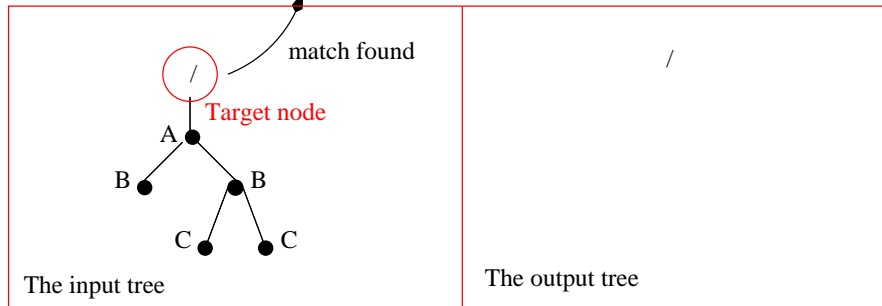 match found
/
/
Target node
A
B
B
C
C
The input tree
The output tree